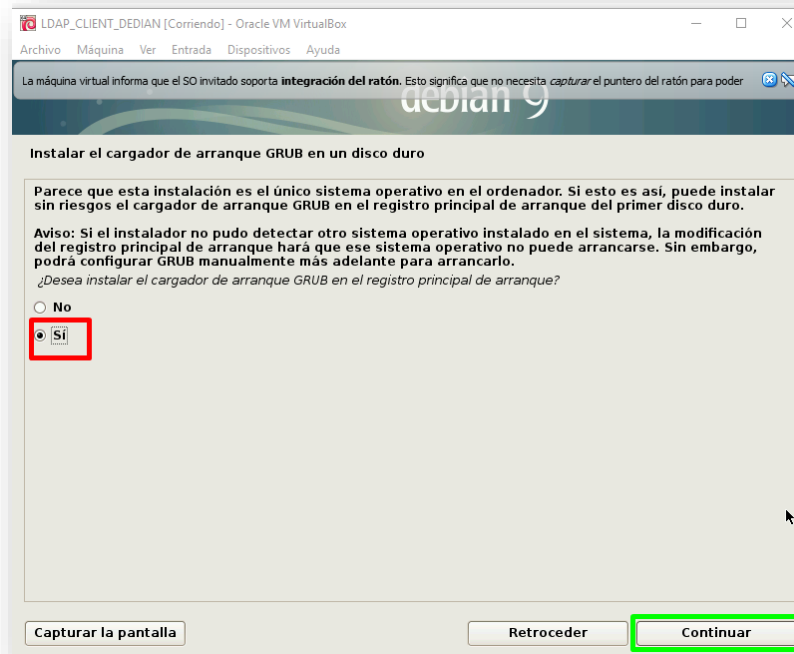 LDAP_CLIENT_DEDIAN [Corriendo] - Oracle VM VirtualBox
Archivo Máquina Ver Entrada Dispositivos Ayuda
La máquina virtual informa que el SO invitado soporta integración del ratón. Esto significa que no necesita capturar el puntero del ratón para poder
debian 9
Instalar el cargador de arranque GRUB en un disco duro
Parece que esta instalación es el único sistema operativo en el ordenador. Si esto es así, puede instalar
sin riesgos el cargador de arranque GRUB en el registro principal de arranque del primer disco duro.
Aviso: Si el instalador no pudo detectar otro sistema operativo instalado en el sistema, la modificación
del registro principal de arranque hará que ese sistema operativo no puede arrancarse. Sin embargo,
podrá configurar GRUB manualmente más adelante para arrancarlo.
¿Desea instalar el cargador de arranque GRUB en el registro principal de arranque?
No
Sí
Capturar la pantalla
Retroceder
Continuar